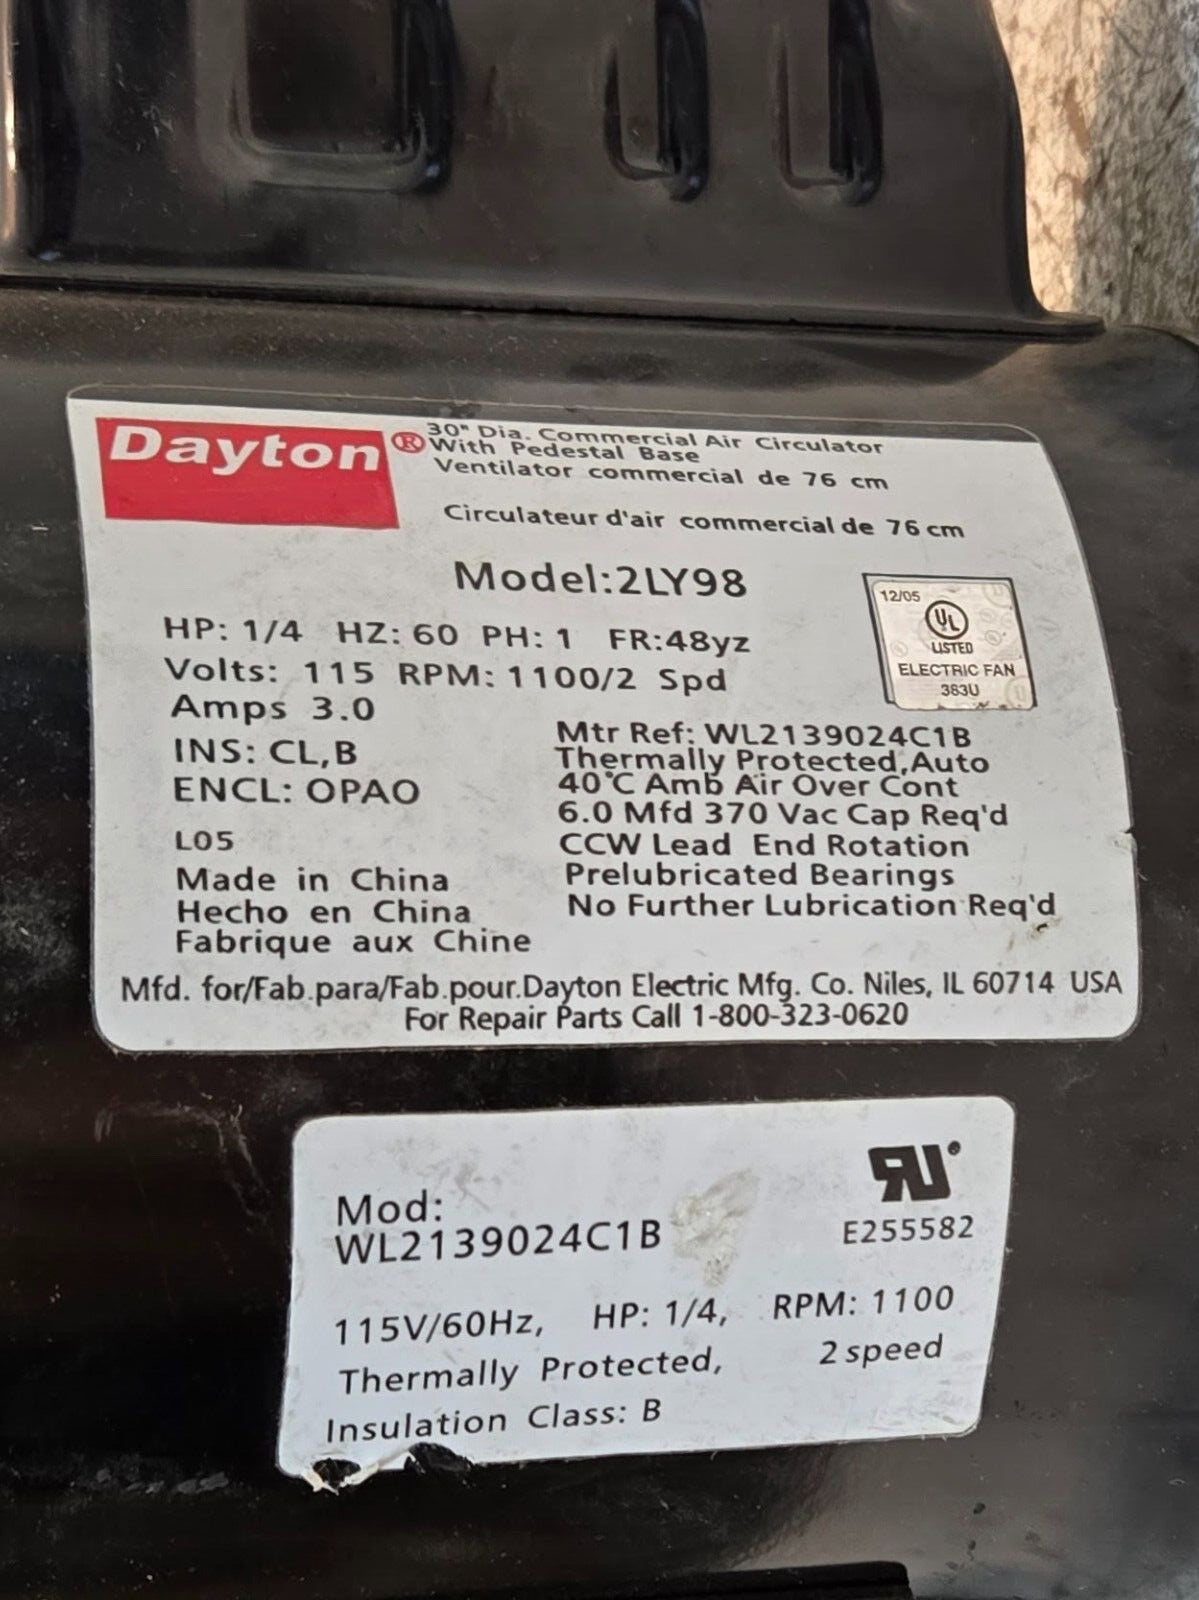 Dayton®
30" Dia. Commercial Air Circulator
With Pedestal Base
Ventilator commercial de 76 cm
Circulateur d'air commercial de 76 cm
Model:2LY98
HP: 1/4 HZ: 60 PH: 1 FR:48yz
Volts: 115 RPM: 1100/2 Spd
Amps 3.0
INS: CL,B
ENCL: OPAO
L05
Made in China
Hecho en China
Fabrique aux Chine
12/05
UL
LISTED
ELECTRIC FAN
383U
Mtr Ref: WL2139024C1B
Thermally Protected,Auto
40°C Amb Air Over Cont
6.0 Mfd 370 Vac Cap Req'd
CCW Lead End Rotation
Prelubricated Bearings
No Further Lubrication Req'd
Mfd. for/Fab.para/Fab.pour.Dayton Electric Mfg. Co. Niles, IL 60714 USA
For Repair Parts Call 1-800-323-0620
Mod:
WL2139024C1B
RU
E255582
115V/60Hz, HP: 1/4, RPM: 1100
Thermally Protected, 2 speed
Insulation Class: B